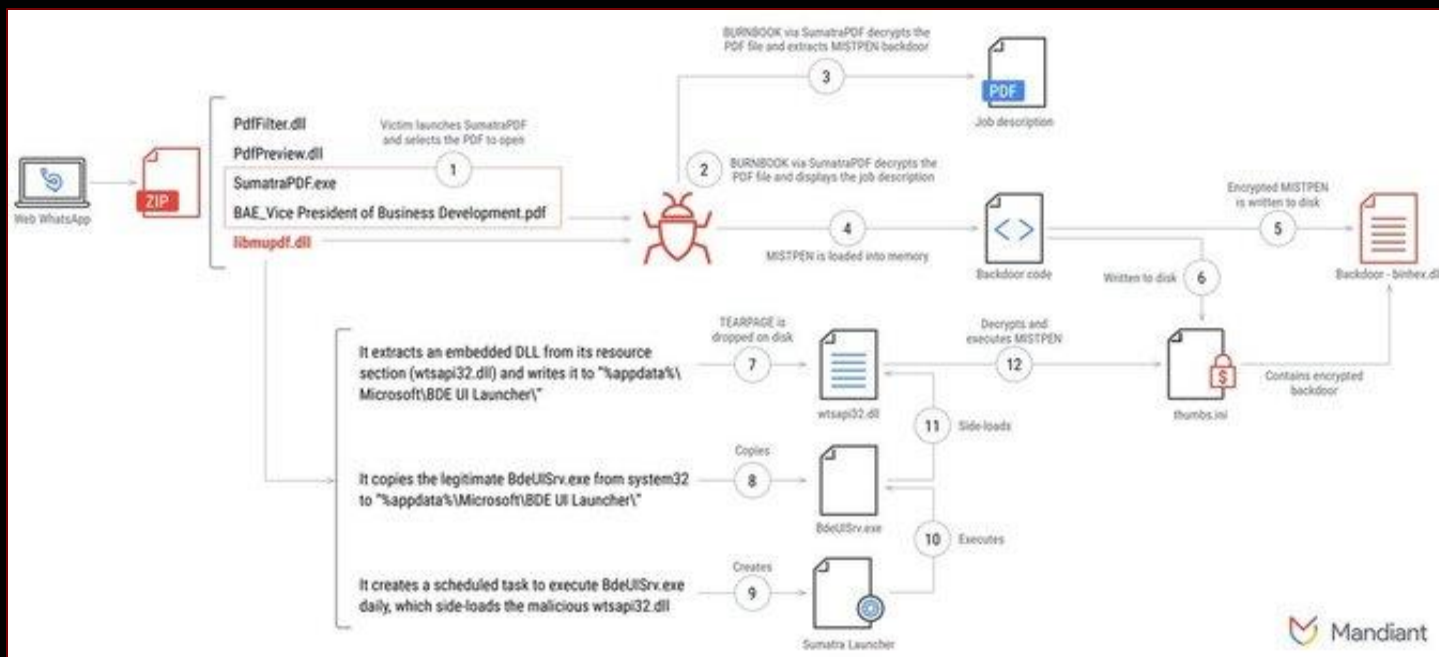 BURNBOOK via SumatraPDF decrypts the
PDF file and extracts MISTPEN backdoor
3
PDF
Job description
PdfFilter.dll
PdfPreview.dll
SumatraPDF.exe
BAE_Vice President of Business Development.pdf
libmupdf.dll
Victim launches SumatraPDF
and selects the PDF to open
1
Web WhatsApp
ZIP
2
BURNBOOK via SumatraPDF decrypts the
PDF file and displays the job description
4
MISTPEN is loaded into memory
Backdoor code
Encrypted MISTPEN
is written to disk
5
Backdoor - binhex.dll
Written to disk
6
It extracts an embedded DLL from its resource
section (wtsapi32.dll) and writes it to "%appdata%\
Microsoft\BDE UI Launcher\"
TEARPAGE is
dropped on disk
7
wtsapi32.dll
Decrypts and
executes MISTPEN
12
$
thumbs.ini
Contains encrypted
backdoor
11
Side-loads
It copies the legitimate BdeUISrv.exe from system32
to "%appdata%\Microsoft\BDE UI Launcher\"
Copies
8
BdeUISrv.exe
10
Executes
It creates a scheduled task to execute BdeUISrv.exe
daily, which side-loads the malicious wtsapi32.dll
Creates
9
Sumatra Launcher
Mandiant